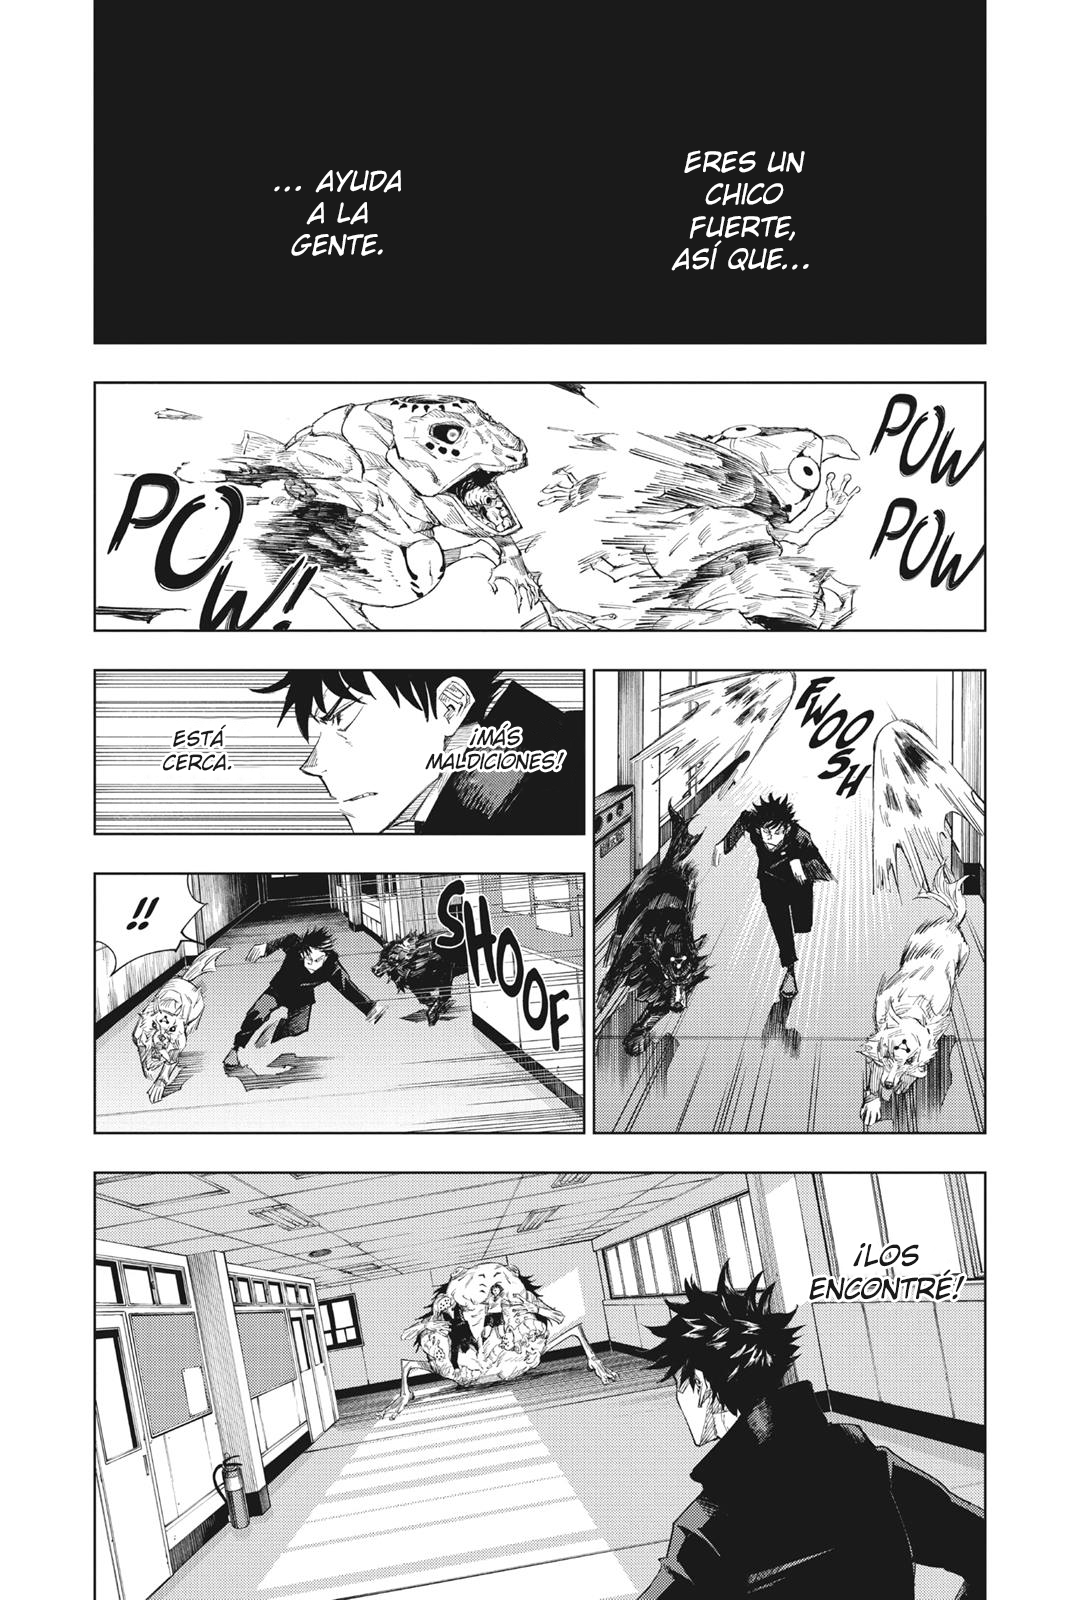 ERES UN
CHICO
FUERTE,
ASÍ QUE...
... AYUDA
A LA
GENTE.
POW
POW
POW!
FWOOSH
¡MÁS
MALDICIONES!
ESTÁ
CERCA.
SHOOF
!!
¡LOS
ENCONTRÉ!